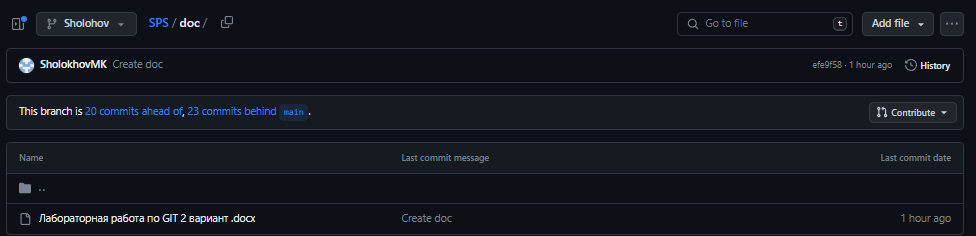 Sholohov SPS / doc / Go to file t Add file
SholokhovMK Create doc efe9f58 · 1 hour ago History
This branch is 20 commits ahead of, 23 commits behind main . Contribute
Name Last commit message Last commit date
..
Лабораторная работа по GIT 2 вариант .docx Create doc 1 hour ago